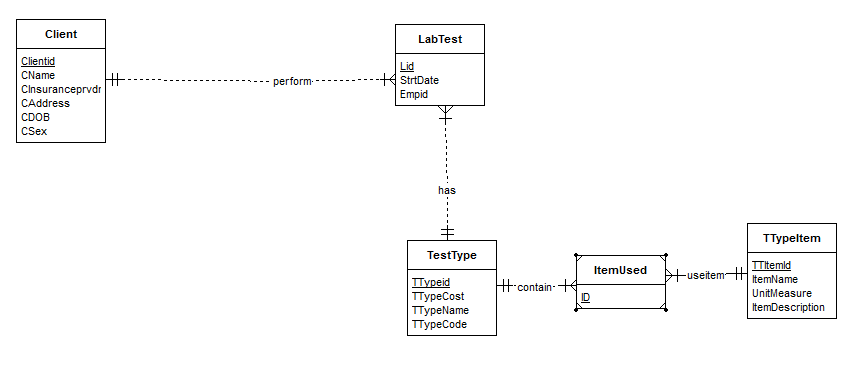 Client
Clientid
CName
CInsuranceprvdr
CAddress
CDOB
CSex
perform
LabTest
Lid
StrtDate
Empid
has
TestType
TTypeid
TTypeCost
TTypeName
TTypeCode
contain
ItemUsed
ID
useitem
TTypeItem
TTItemId
ItemName
UnitMeasure
ItemDescription